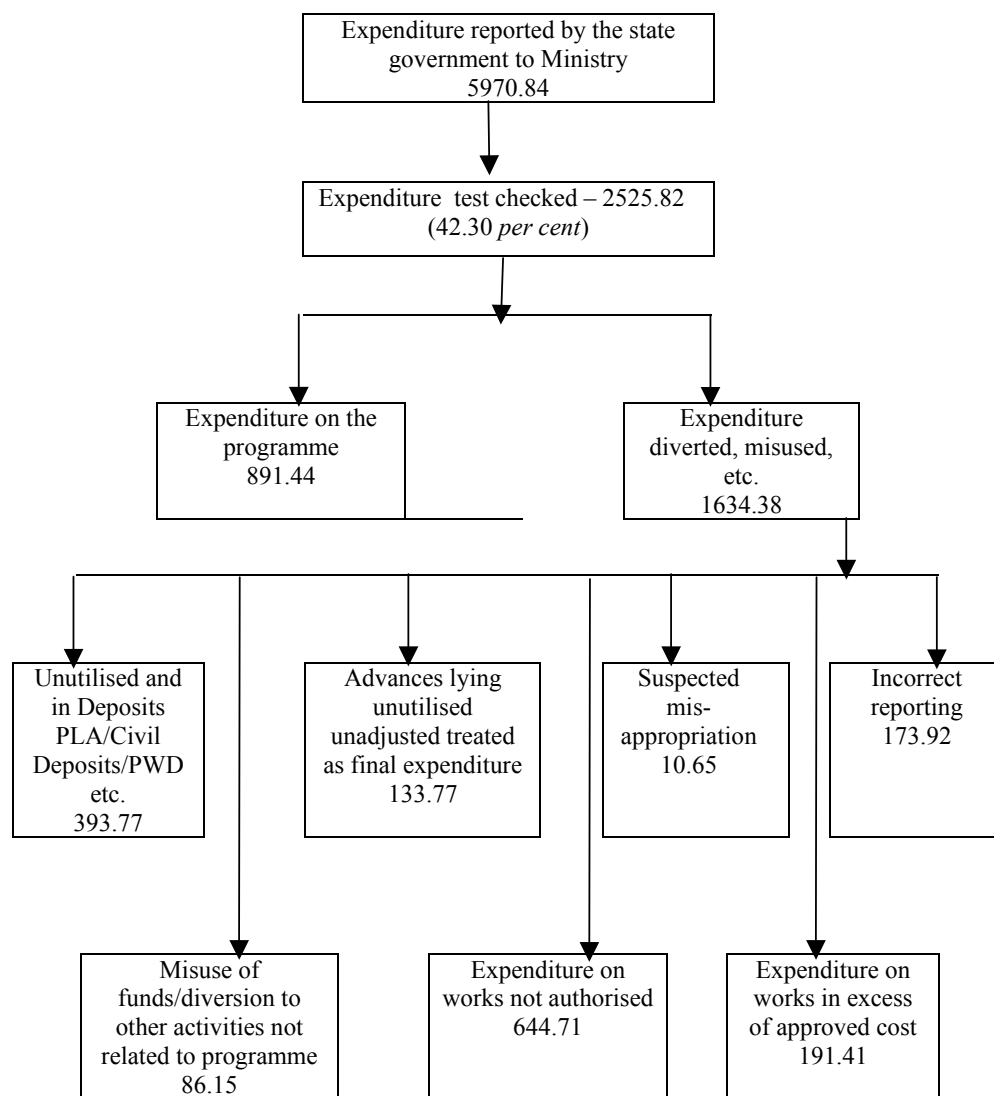 Expenditure reported by the state
government to Ministry
5970.84
Expenditure test checked – 2525.82
(42.30 per cent)
Expenditure on the
programme
891.44
Expenditure
diverted, misused,
etc.
1634.38
Unutilised and
in Deposits
PLA/Civil
Deposits/PWD
etc.
393.77
Advances lying
unutilised
unadjusted treated
as final expenditure
133.77
Suspected
mis-
appropriation
10.65
Incorrect
reporting
173.92
Misuse of
funds/diversion to
other activities not
related to programme
86.15
Expenditure on
works not authorised
644.71
Expenditure on
works in excess
of approved cost
191.41